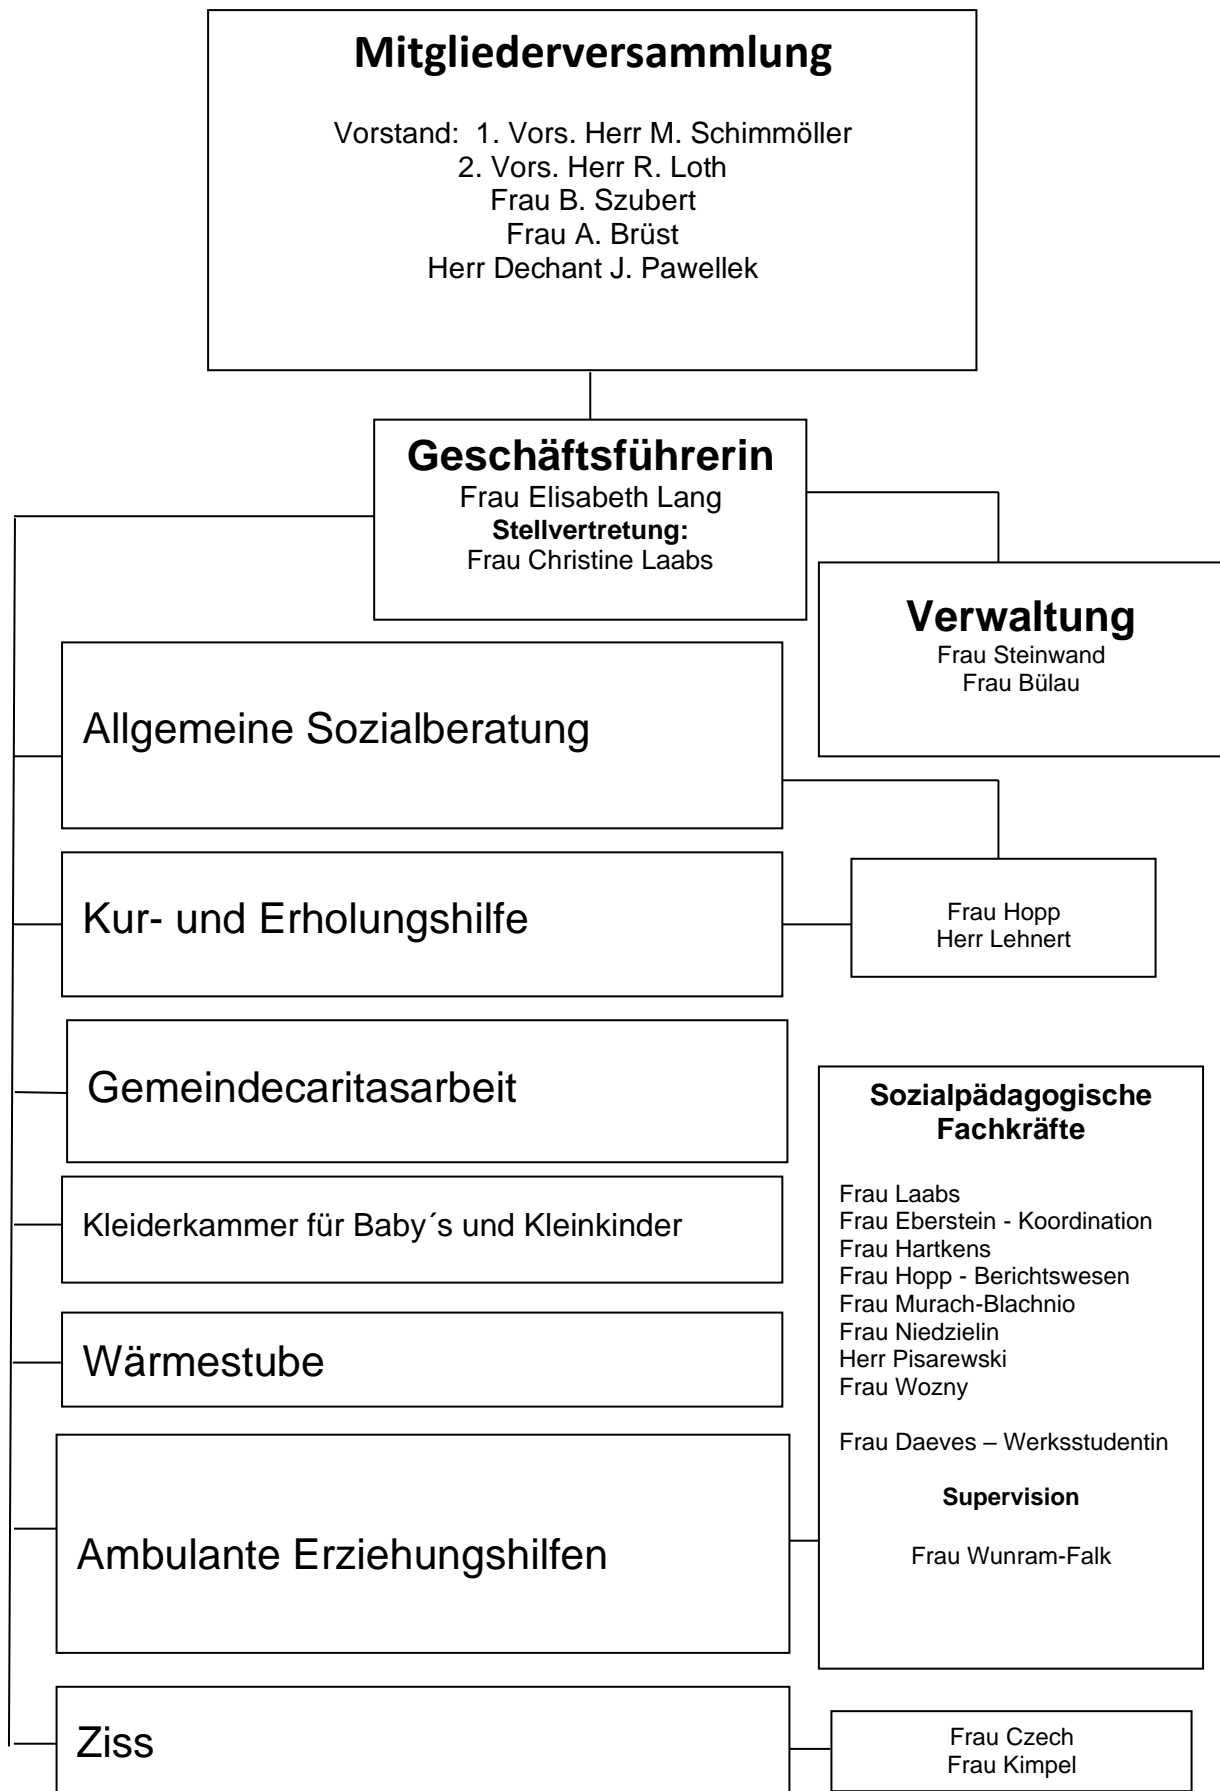 Mitgliederversammlung
Vorstand: 1. Vors. Herr M. Schimmöller
2. Vors. Herr R. Loth
Frau B. Szubert
Frau A. Brüst
Herr Dechant J. Pawellek
Geschäftsführerin
Frau Elisabeth Lang
Stellvertretung:
Frau Christine Laabs
Verwaltung
Frau Steinwand
Frau Bülau
Allgemeine Sozialberatung
Kur- und Erholungshilfe
Frau Hopp
Herr Lehnert
Gemeindecaritasarbeit
Kleiderkammer für Baby´s und Kleinkinder
Wärmestube
Ambulante Erziehungshilfen
Sozialpädagogische
Fachkräfte
Frau Laabs
Frau Eberstein - Koordination
Frau Hartkens
Frau Hopp - Berichtswesen
Frau Murach-Blachnio
Frau Niedzielin
Herr Pisarewski
Frau Wozny
Frau Daeves – Werksstudentin
Supervision
Frau Wunram-Falk
Ziss
Frau Czech
Frau Kimpel